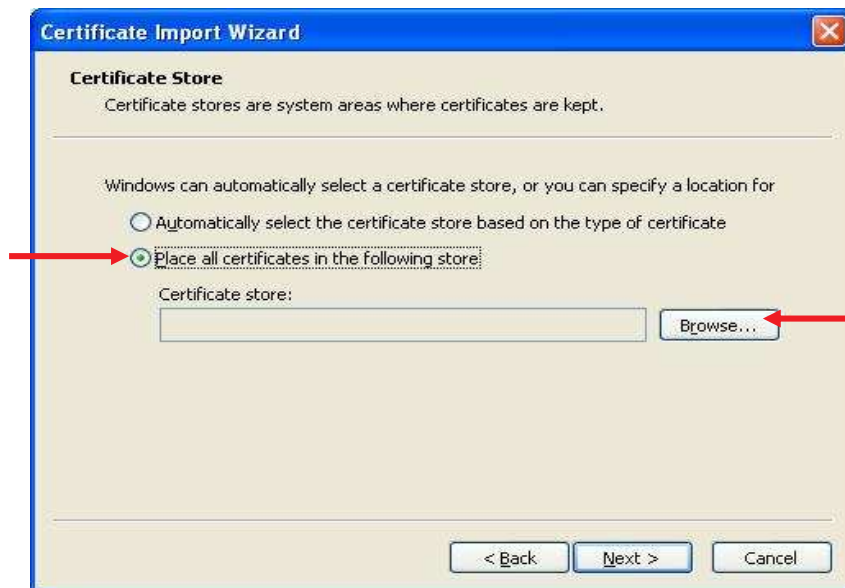 Certificate Import Wizard
Certificate Store
Certificate stores are system areas where certificates are kept.
Windows can automatically select a certificate store, or you can specify a location for
Automatically select the certificate store based on the type of certificate
Place all certificates in the following store
Certificate store:
Browse...
< Back Next > Cancel